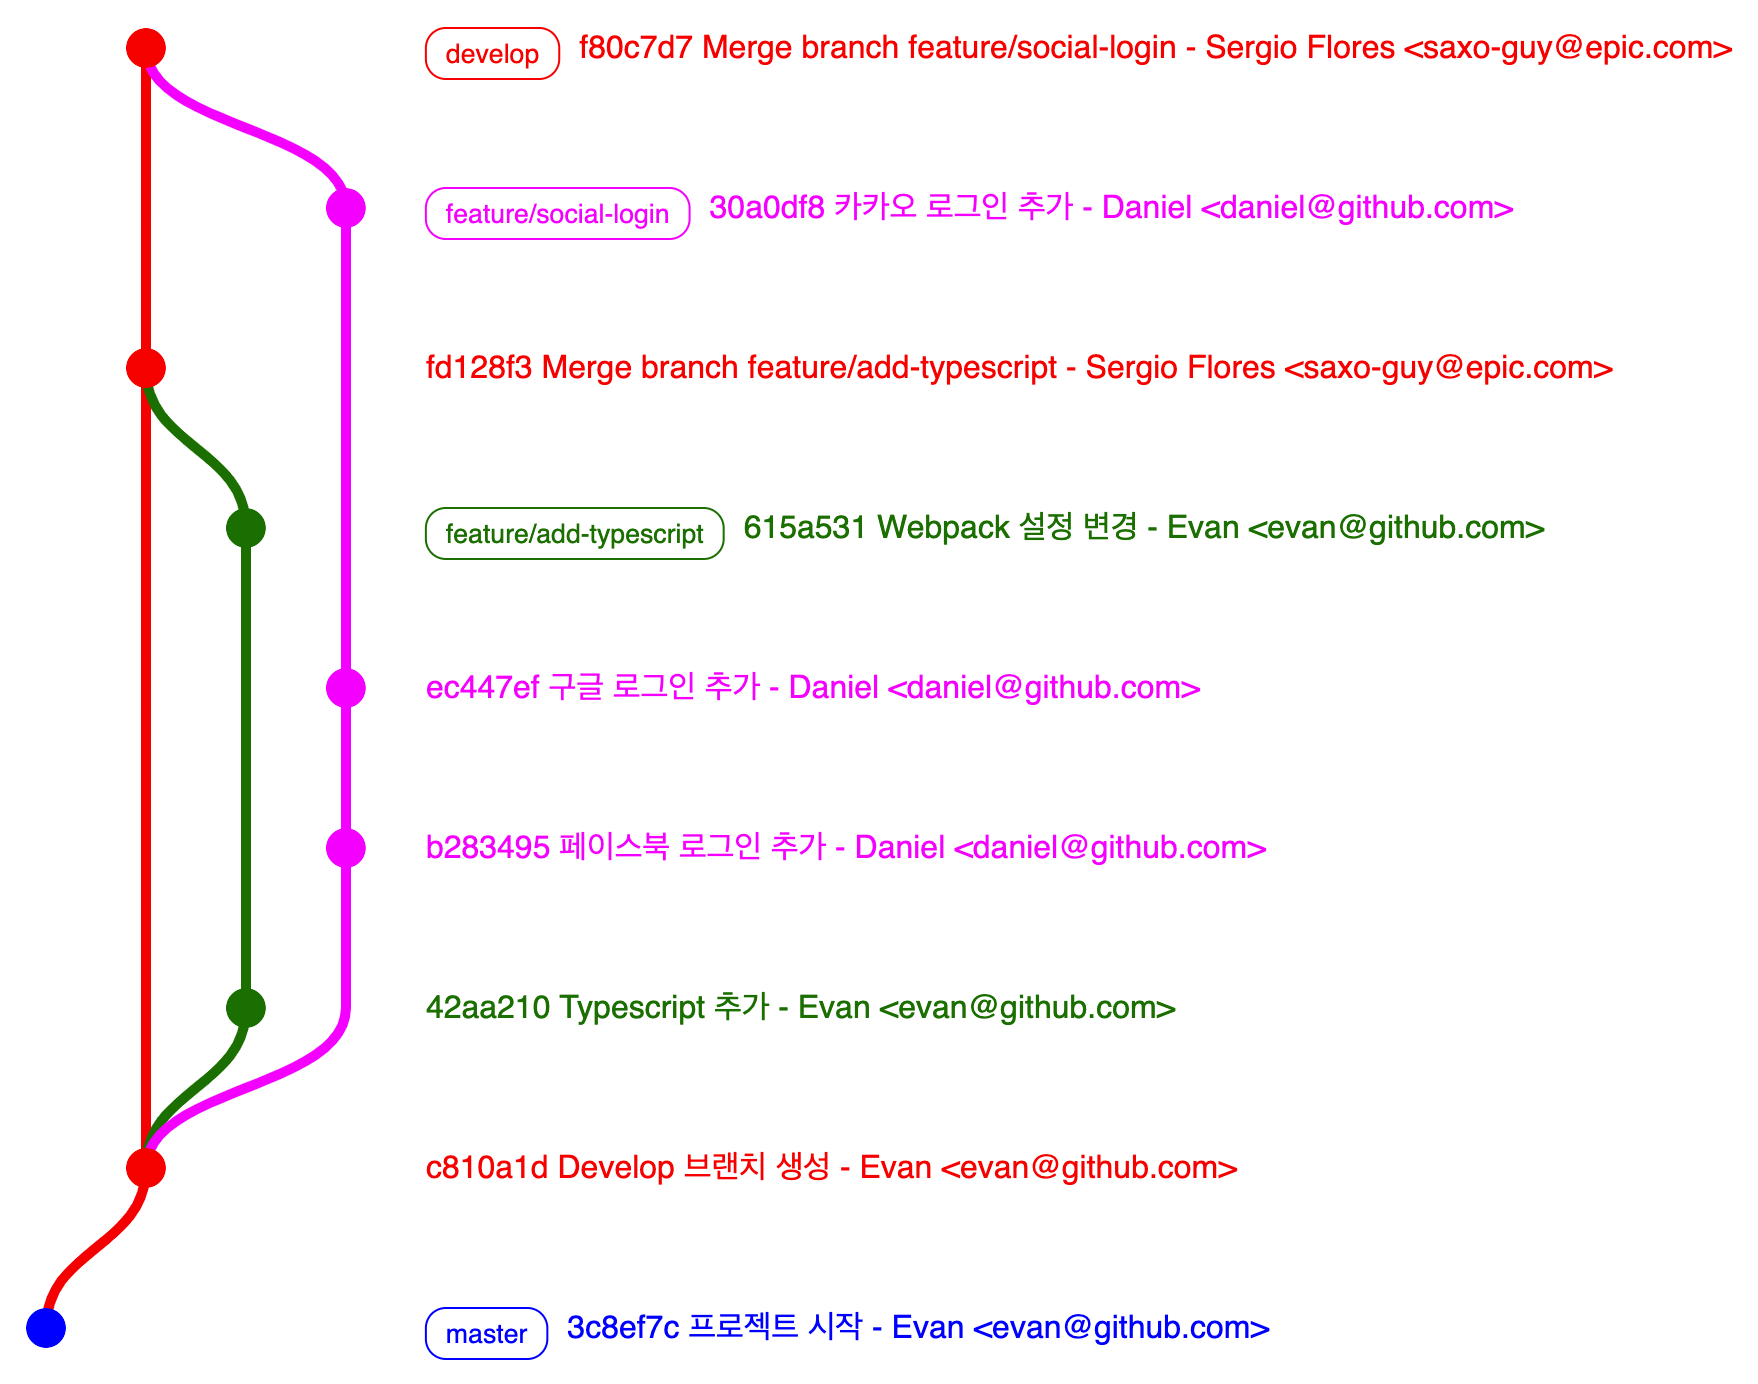 develop f80c7d7 Merge branch feature/social-login - Sergio Flores <saxo-guy@epic.com>
feature/social-login 30a0df8 카카오 로그인 추가 - Daniel <daniel@github.com>
fd128f3 Merge branch feature/add-typescript - Sergio Flores <saxo-guy@epic.com>
feature/add-typescript 615a531 Webpack 설정 변경 - Evan <evan@github.com>
ec447ef 구글 로그인 추가 - Daniel <daniel@github.com>
b283495 페이스북 로그인 추가 - Daniel <daniel@github.com>
42aa210 Typescript 추가 - Evan <evan@github.com>
c810a1d Develop 브랜치 생성 - Evan <evan@github.com>
master 3c8ef7c 프로젝트 시작 - Evan <evan@github.com>